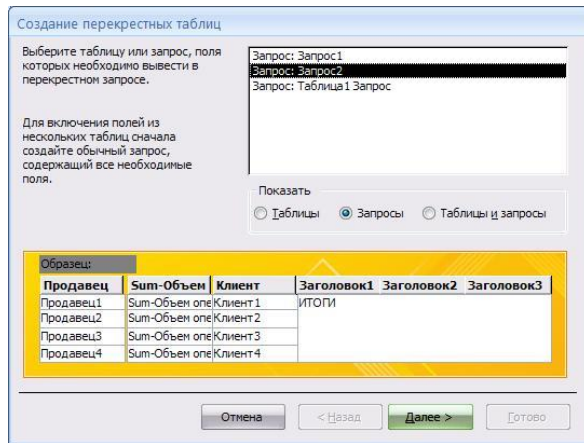 Создание перекрестных таблиц
Выберите таблицу или запрос, поля
которых необходимо вывести в
перекрестном запросе.
Для включения полей из
нескольких таблиц сначала
создайте обычный запрос,
содержащий все необходимые
поля.
Запрос: Запрос1
Запрос: Запрос2
Запрос: Таблица1 Запрос
Показать
Таблицы Запросы Таблицы и запросы
Образец:
Продавец Sum-Объем Клиент Заголовок1 Заголовок2 Заголовок3
Продавец1 Sum-Объем опе Клиент1 ИТОГИ
Продавец2 Sum-Объем опе Клиент2
Продавец3 Sum-Объем опе Клиент3
Продавец4 Sum-Объем опе Клиент4
Отмена < Назад Далее > Готово